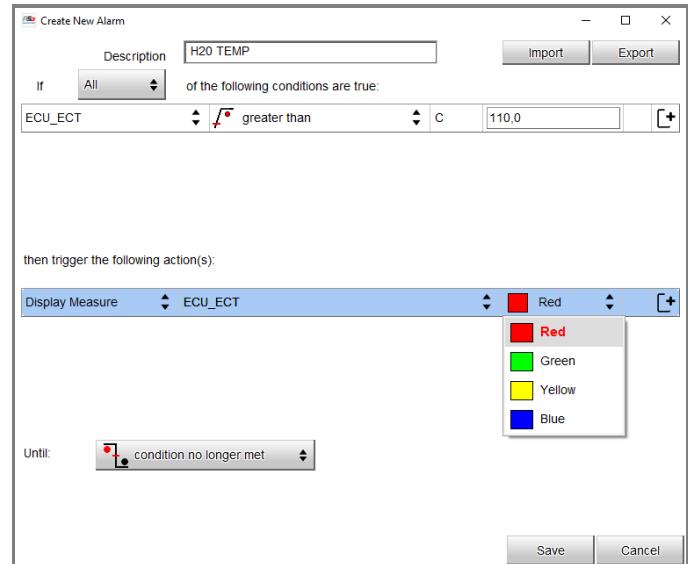 Create New Alarm
Description H20 TEMP Import Export
If All of the following conditions are true:
ECU_ECT greater than C 110,0
then trigger the following action(s):
Display Measure ECU_ECT Red
Red
Green
Yellow
Blue
Until: condition no longer met
Save Cancel